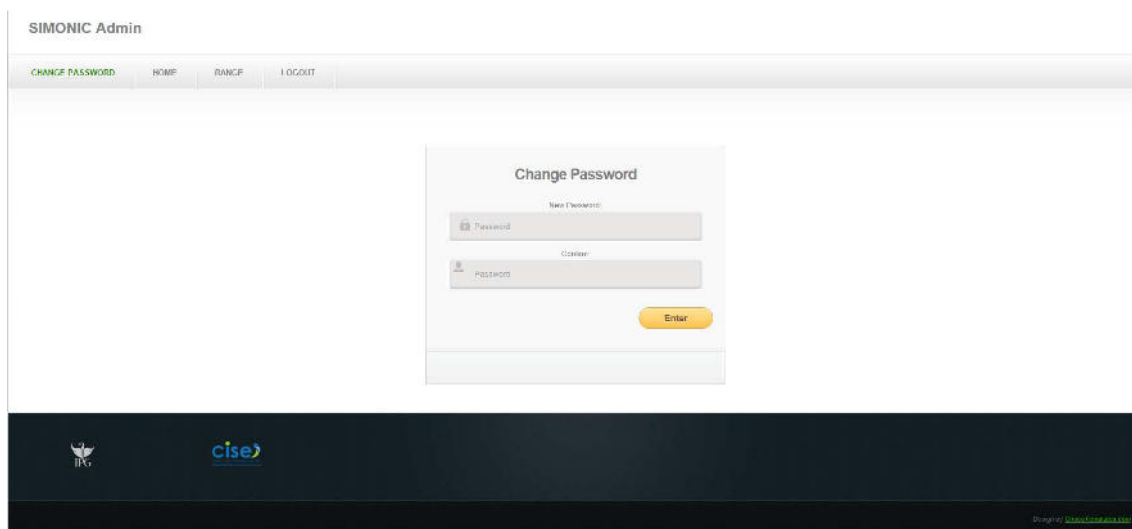 SIMONIC Admin
CHANGE PASSWORD HOME RANGE LOGOUT
Change Password
New Password:
Password
Confirm:
Password
Enter
IPG cise